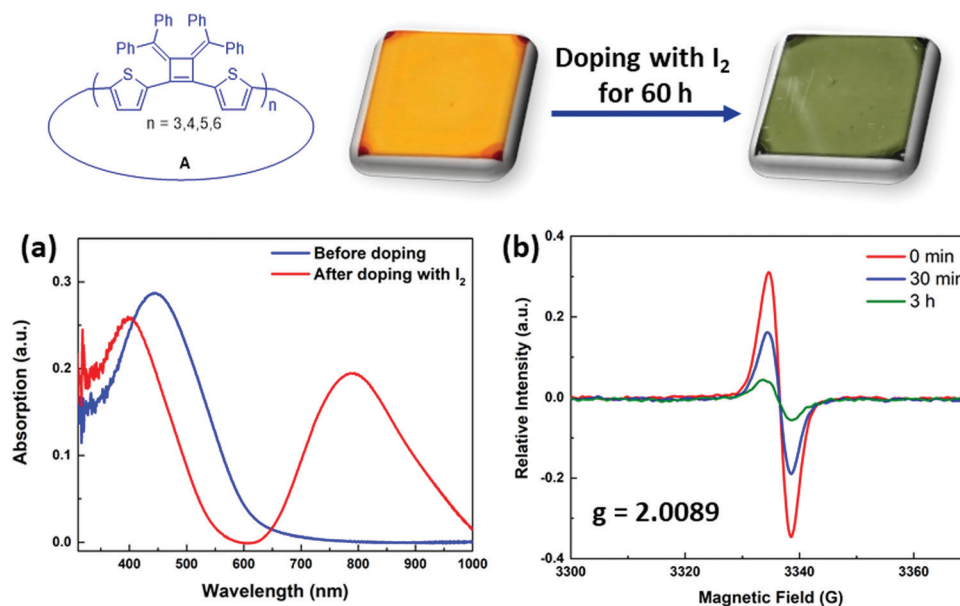 Ph
Ph
Ph
Ph
S
S
n
n = 3,4,5,6
A
Doping with I₂
for 60 h
(a)
Before doping
After doping with I₂
0.3
0.2
0.1
0.0
Absorption (a.u.)
400
500
600
700
800
900
1000
Wavelength (nm)
(b)
0 min
30 min
3 h
0.4
0.2
0.0
-0.2
-0.4
Relative Intensity (a.u.)
g = 2.0089
3300
3320
3340
3360
Magnetic Field (G)